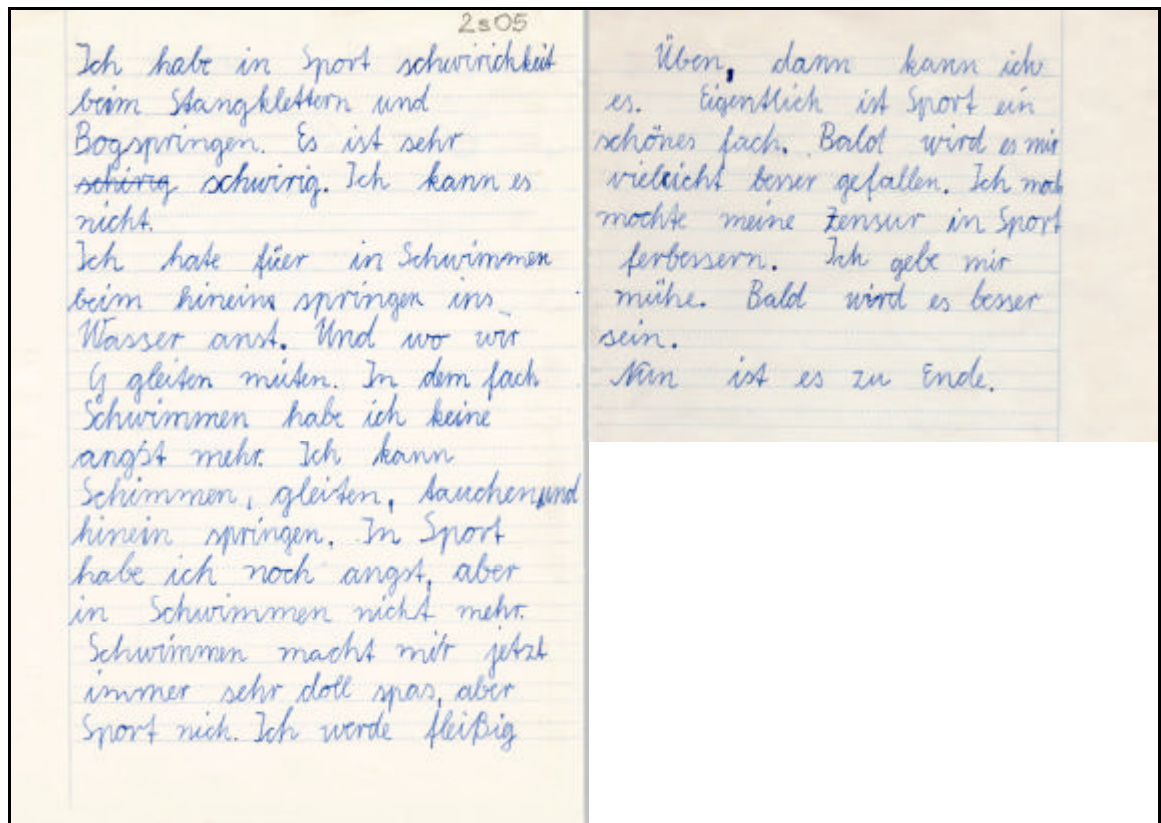 2s05
Ich habe in Sport schwirichkeit
beim Stangklettern und
Bogspringen. Es ist sehr
schirig schwirig. Ich kann es
nicht.
Ich hate füer in Schwimmen
beim hineins springen ins
Wasser anst. Und wo wir
G gleiten müten. In dem fach
Schwimmen habe ich keine
angst mehr. Ich kann
Schimmen, gleiten, tauchen und
hinein springen. In Sport
habe ich noch angst, aber
in Schwimmen nicht mehr.
Schwimmen macht mir jetzt
immer sehr doll spas, aber
Sport nich. Ich werde fleißig
Üben, dann kann ich
es. Eigentlich ist Sport ein
schönes fach. Bald wird es mir
vieleicht besser gefallen. Ich
mochte meine Zensur in Sport
ferbessern. Ich gebe mir
mühe. Bald wird es besser
sein.
Nun ist es zu Ende.